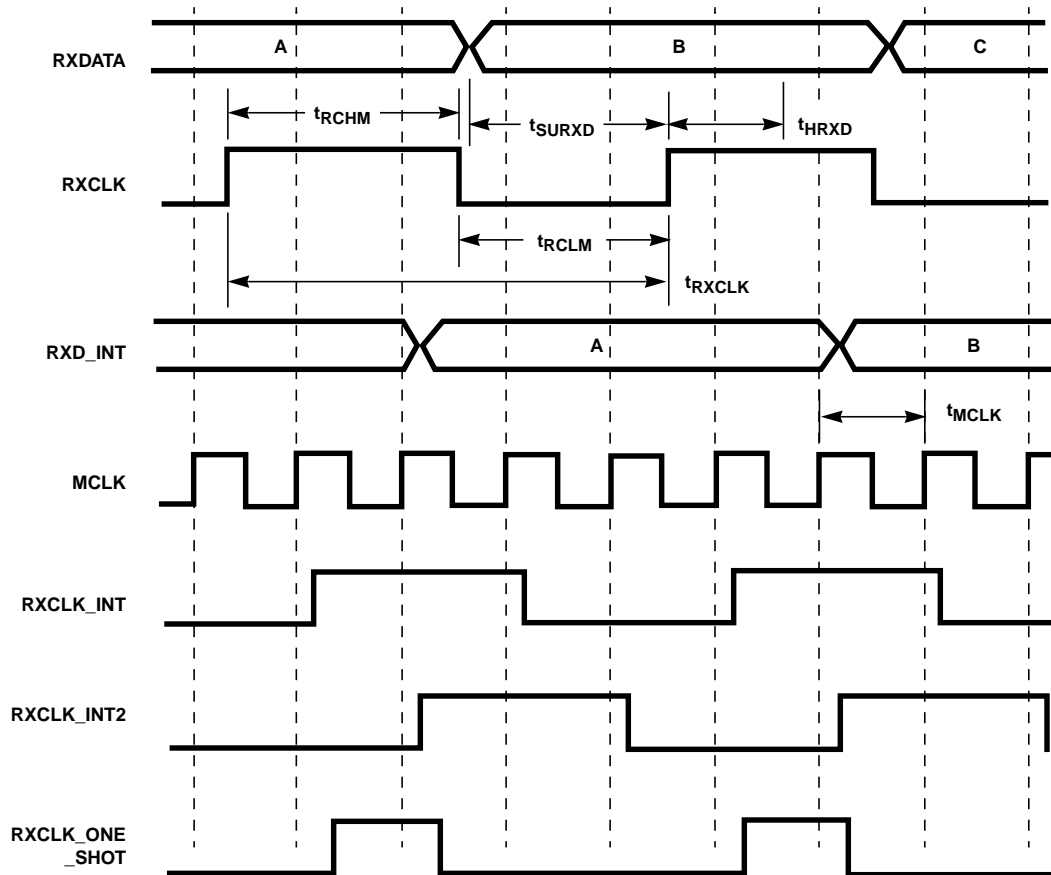 RXDATA
A
B
C
tRCHM
tSURXD
tHRXD
RXCLK
tRCLM
tRXCLK
RXD_INT
A
B
tMCLK
MCLK
RXCLK_INT
RXCLK_INT2
RXCLK_ONE
_SHOT